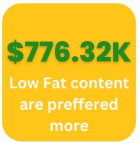 $776.32K
Low Fat content
are preffered
more